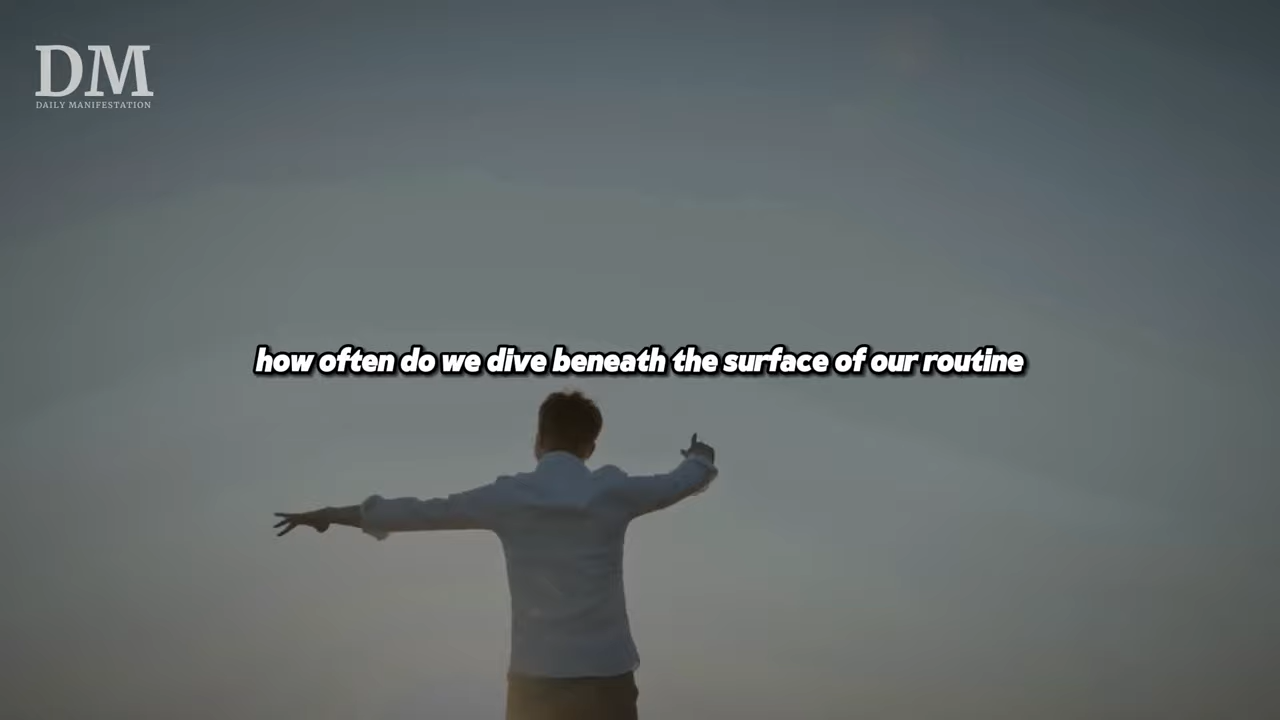 DM
DAILY MANIFESTATION
how often do we dive beneath the surface of our routine